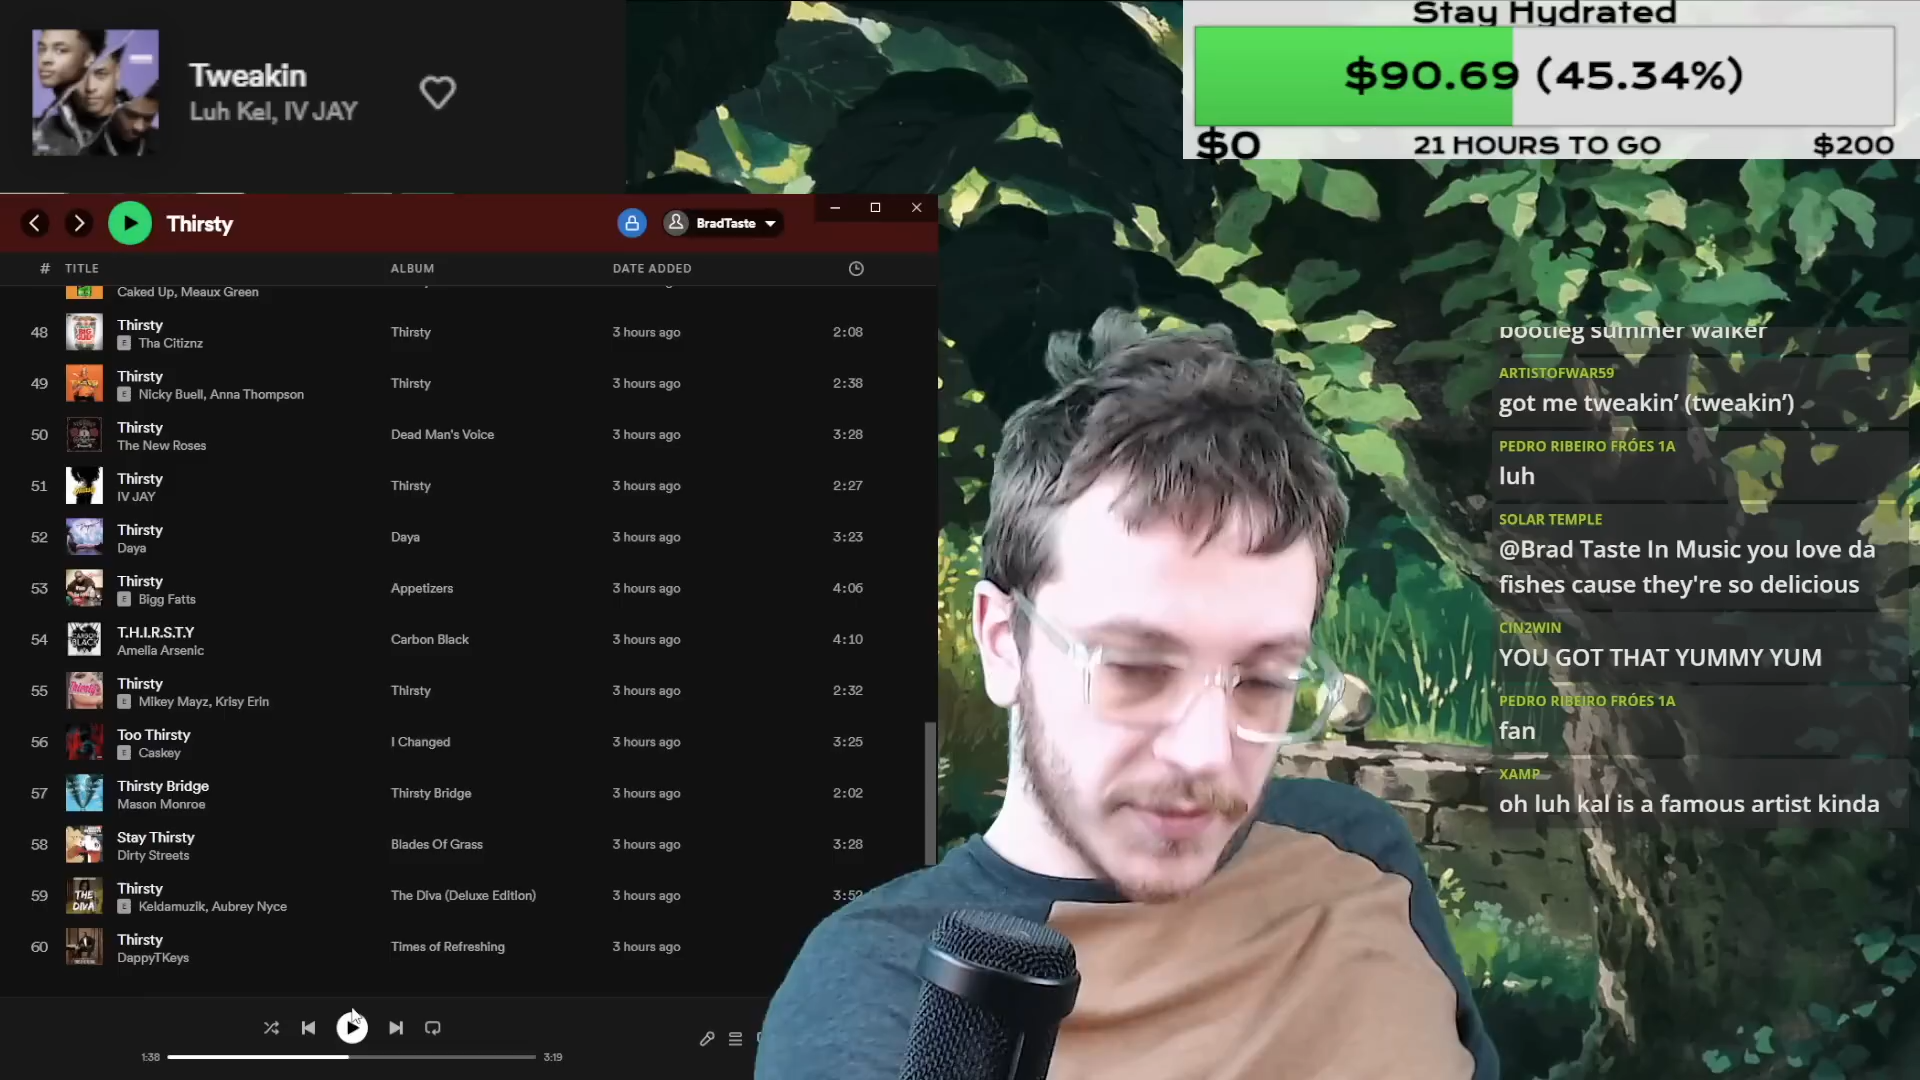 Tweakin
Luh Kel, IV JAY
Stay Hydrated
$90.69 (45.34%)
$0
21 HOURS TO GO
$200
Thirsty
BradTaste
# TITLE ALBUM DATE ADDED
Caked Up, Meaux Green
48 Thirsty Thirsty 3 hours ago 2:08
E Tha Citiznz
49 Thirsty Thirsty 3 hours ago 2:38
E Nicky Buell, Anna Thompson
50 Thirsty Dead Man's Voice 3 hours ago 3:28
The New Roses
51 Thirsty Thirsty 3 hours ago 2:27
IV JAY
52 Thirsty Daya 3 hours ago 3:23
Daya
53 Thirsty Appetizers 3 hours ago 4:06
E Bigg Fatts
54 T.H.I.R.S.T.Y Carbon Black 3 hours ago 4:10
Amelia Arsenic
55 Thirsty Thirsty 3 hours ago 2:32
E Mikey Mayz, Krisy Erin
56 Too Thirsty I Changed 3 hours ago 3:25
E Caskey
57 Thirsty Bridge Thirsty Bridge 3 hours ago 2:02
Mason Monroe
58 Stay Thirsty Blades Of Grass 3 hours ago 3:28
Dirty Streets
59 Thirsty The Diva (Deluxe Edition) 3 hours ago 3:52
E Keldamuzik, Aubrey Nyce
THE DIVA
60 Thirsty Times of Refreshing 3 hours ago
DappyTKeys
1:38
3:19
bootleg summer walker
ARTISTOFWAR59
got me tweakin’ (tweakin’)
PEDRO RIBEIRO FRÓES 1A
luh
SOLAR TEMPLE
@Brad Taste In Music you love da
fishes cause they're so delicious
CIN2WIN
YOU GOT THAT YUMMY YUM
PEDRO RIBEIRO FRÓES 1A
fan
XAMP
oh luh kal is a famous artist kinda